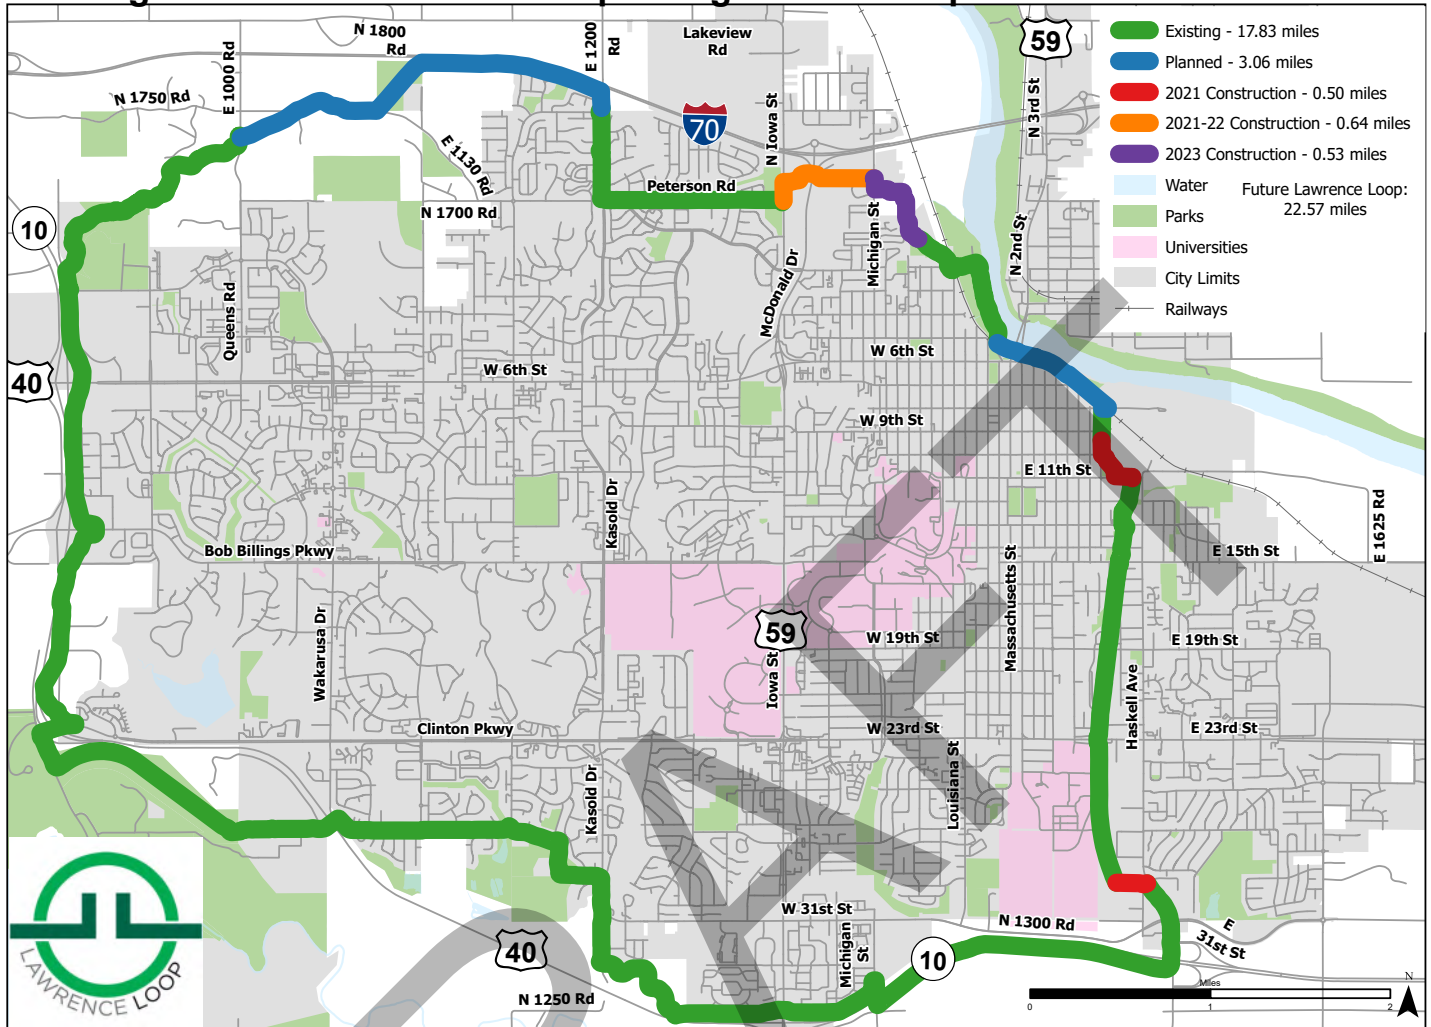 N 1800
Rd
E 1200
Rd
Lakeview
Rd
59
N 3rd St
Existing - 17.83 miles
Planned - 3.06 miles
2021 Construction - 0.50 miles
2021-22 Construction - 0.64 miles
2023 Construction - 0.53 miles
Water
Parks
Universities
City Limits
Railways
Future Lawrence Loop:
22.57 miles
E 1000 Rd
N 1750 Rd
E 1130 Rd
N 1700 Rd
70
N Iowa St
Peterson Rd
Michigan St
N 2nd St
10
Queens Rd
McDonald Dr
40
W 6th St
W 6th St
W 9th St
E 11th St
Kasold Dr
E 1625 Rd
Bob Billings Pkwy
E 15th St
Massachusetts St
Wakarusa Dr
59
Iowa St
W 19th St
E 19th St
Haskell Ave
Clinton Pkwy
W 23rd St
E 23rd St
Louisiana St
Kasold Dr
W 31st St
N 1300 Rd
E
31st St
Michigan
St
40
10
N 1250 Rd
LAWRENCE LOOP
Miles
0
1
2
N